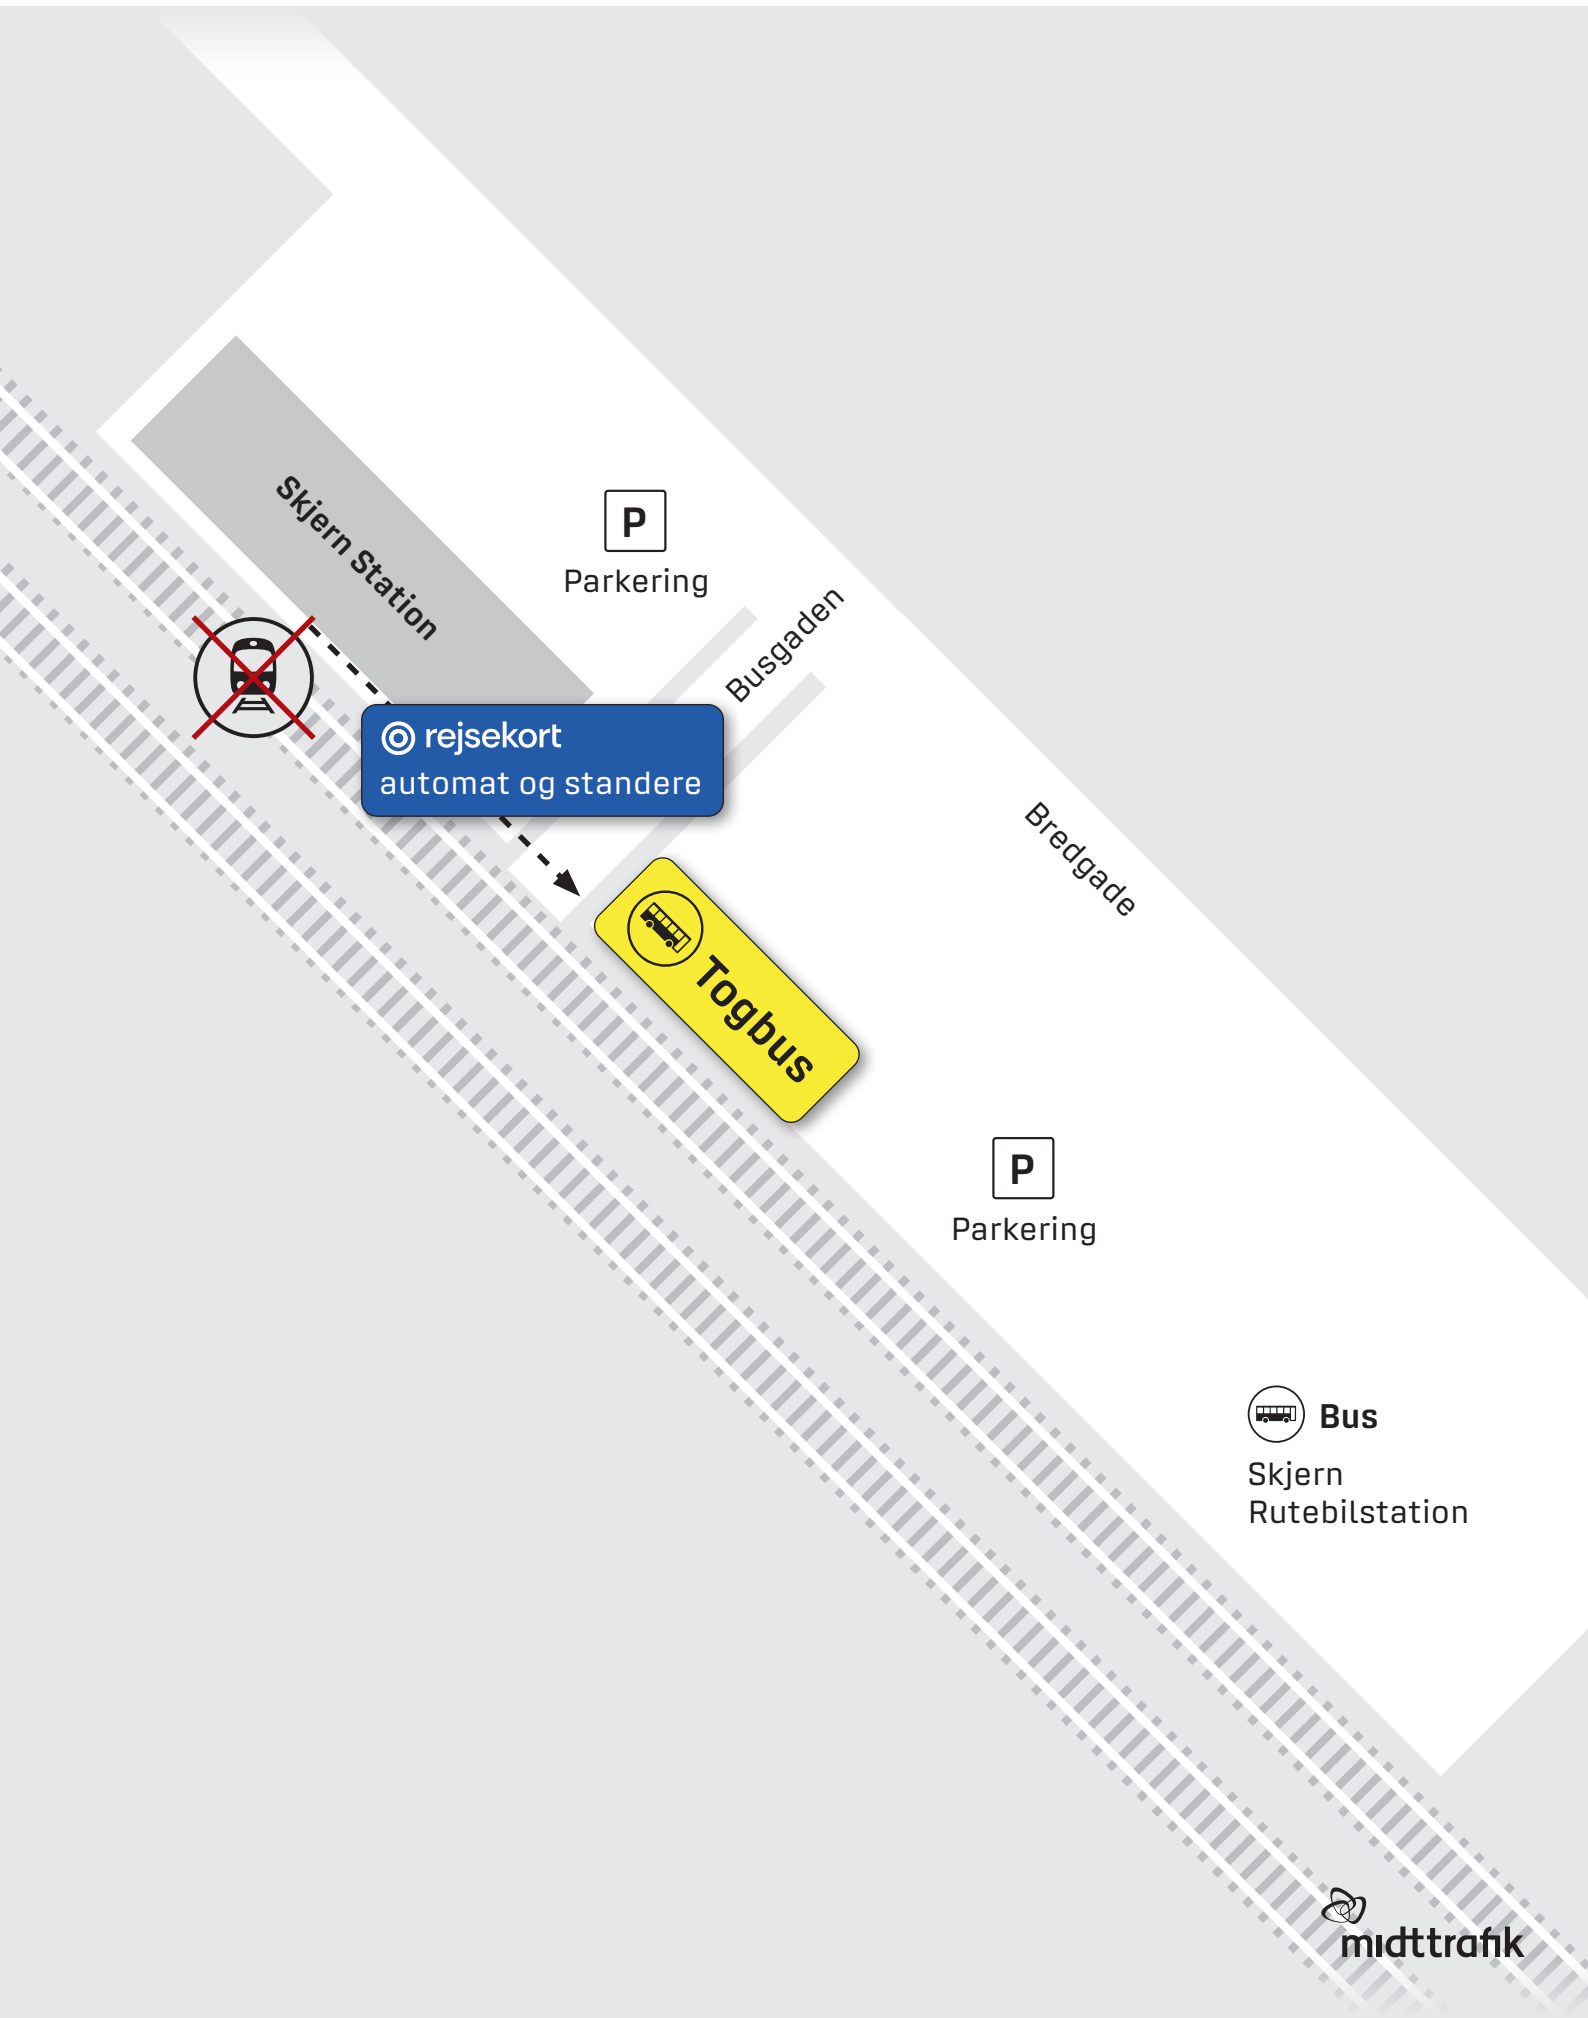 Skjern Station
P
Parkering
Busgaden
rejsekort
automat og standere
Bredgade
Togbus
P
Parkering
Bus
Skjern
Rutebilstation
midttrafik